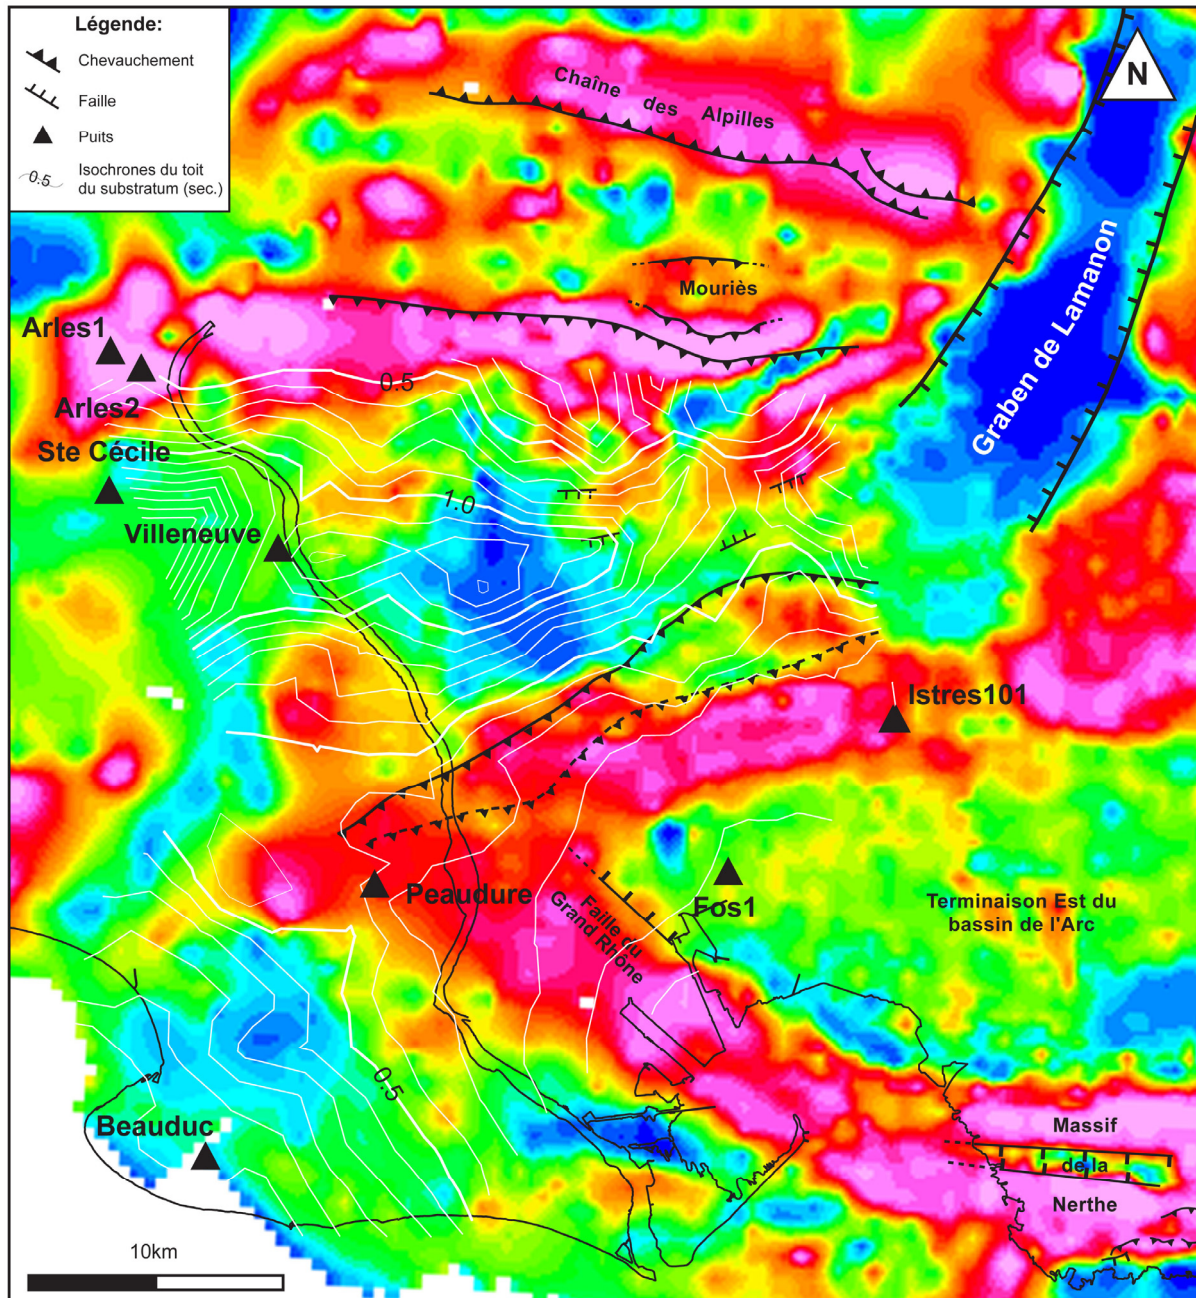 Légende:
Chevauchement
Faille
Puits
0.5
Isochrones du toit
du substratum (sec.)
N
Chaîne des Alpilles
Mouriès
Graben de Lamanon
Arles1
Arles2
0.5
Ste Cécile
1.0
Villeneuve
Istres101
Peaudure
Fos1
Faille du
Grand Rhône
Terminaison Est du
bassin de l'Arc
0.5
Beauduc
Massif
de la
Nerthe
10km